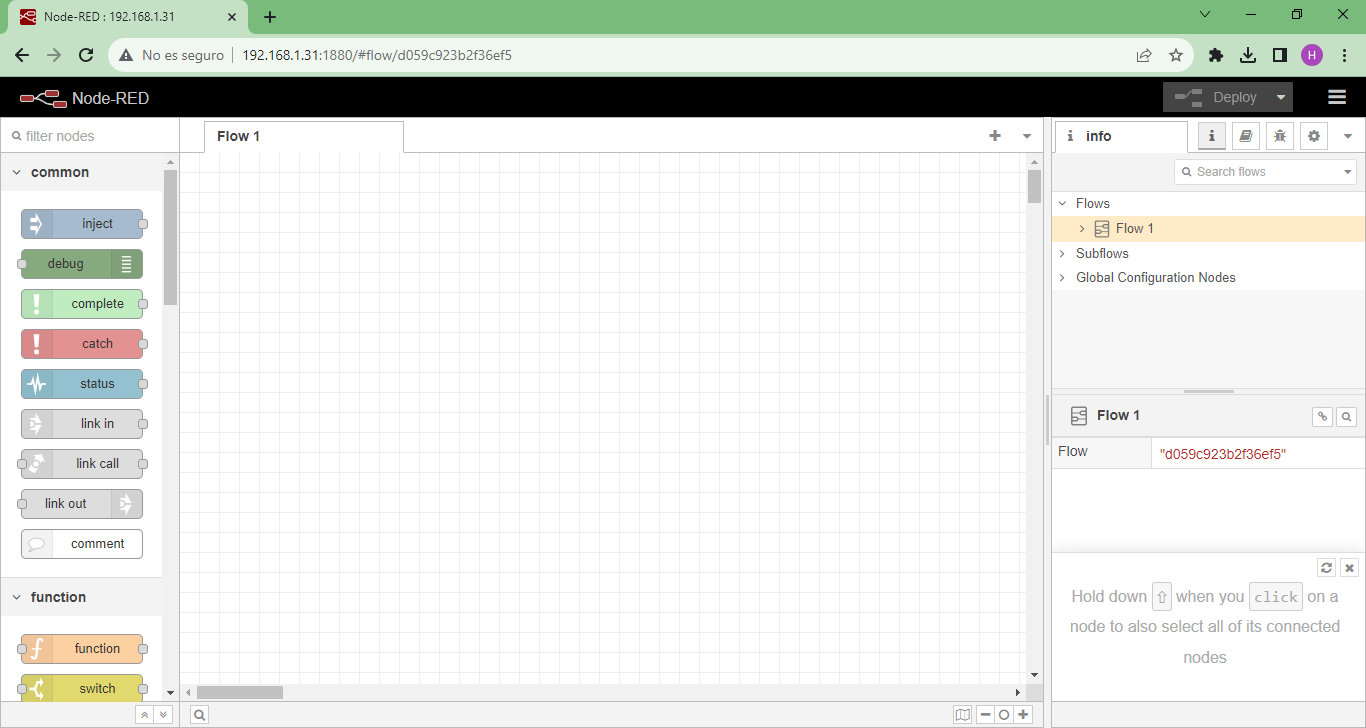 Node-RED : 192.168.1.31
No es seguro
192.168.1.31:1880/#flow/d059c923b2f36ef5
H
Node-RED
Deploy
filter nodes
Flow 1
i info
i
common
Search flows
inject
debug
complete
catch
status
link in
link call
link out
comment
function
function
switch
Flows
Flow 1
Subflows
Global Configuration Nodes
Flow 1
Flow
"d059c923b2f36ef5"
Hold down ⇧ when you click on a
node to also select all of its connected
nodes